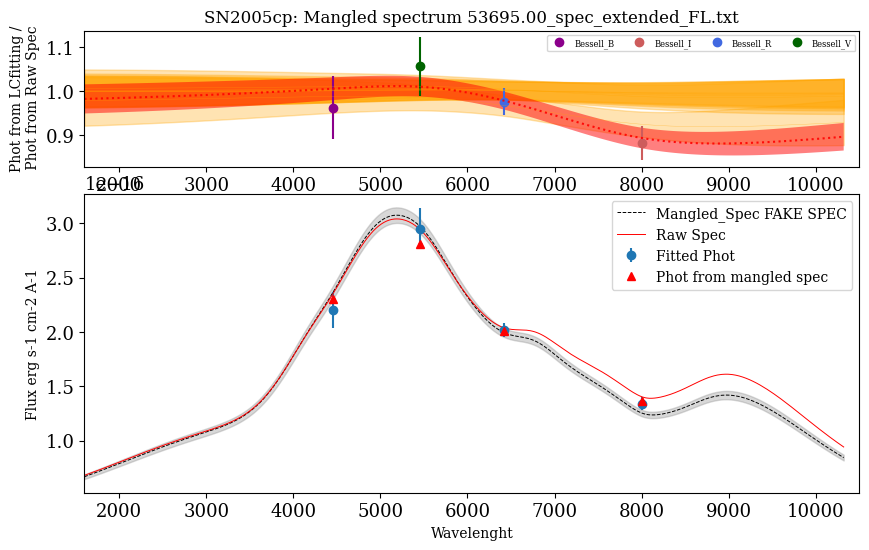 SN2005cp: Mangled spectrum 53695.00_spec_extended_FL.txt
Phot from LCfitting /
Phot from Raw Spec
1.1
1.0
0.9
Bessell_B
Bessell_I
Bessell_R
Bessell_V
2000 3000 4000 5000 6000 7000 8000 9000 10000
1e−16
Flux erg s-1 cm-2 A-1
3.0
2.5
2.0
1.5
1.0
Mangled_Spec FAKE SPEC
Raw Spec
Fitted Phot
Phot from mangled spec
2000 3000 4000 5000 6000 7000 8000 9000 10000
Wavelenght